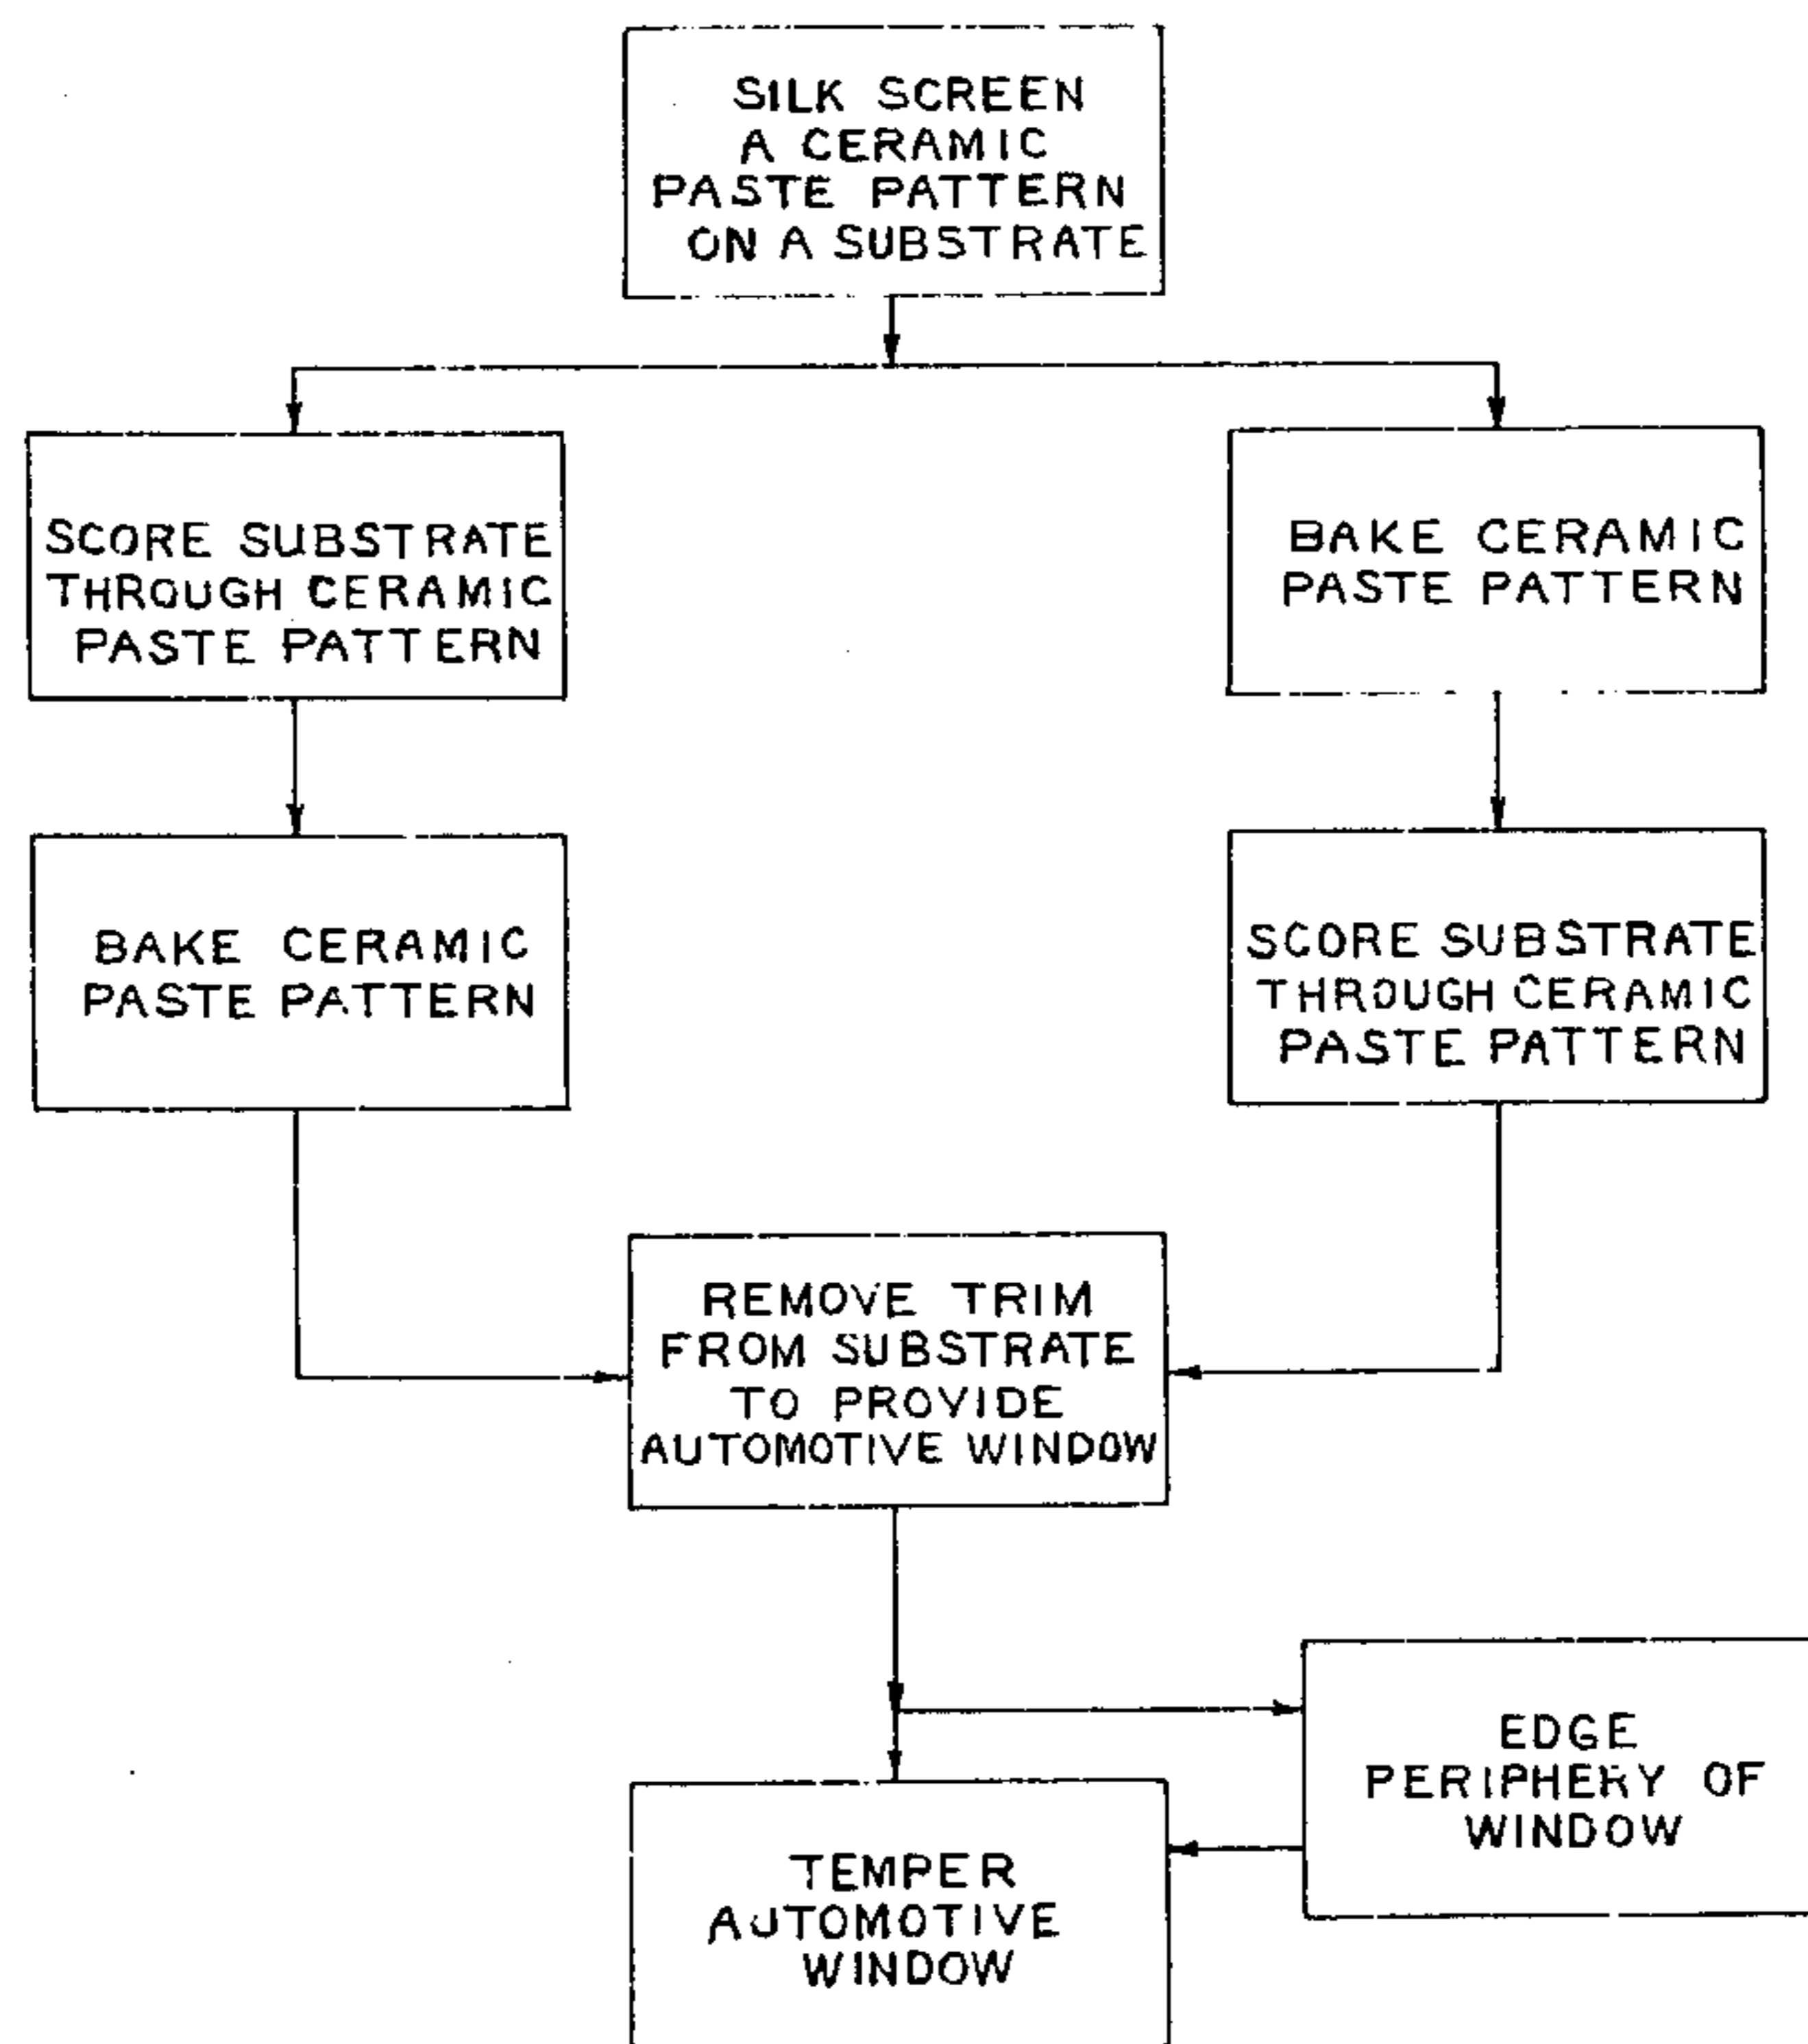 SILK SCREEN
A CERAMIC
PASTE PATTERN
ON A SUBSTRATE
SCORE SUBSTRATE
THROUGH CERAMIC
PASTE PATTERN
BAKE CERAMIC
PASTE PATTERN
BAKE CERAMIC
PASTE PATTERN
SCORE SUBSTRATE
THROUGH CERAMIC
PASTE PATTERN
REMOVE TRIM
FROM SUBSTRATE
TO PROVIDE
AUTOMOTIVE WINDOW
EDGE
PERIPHERY OF
WINDOW
TEMPER
AUTOMOTIVE
WINDOW